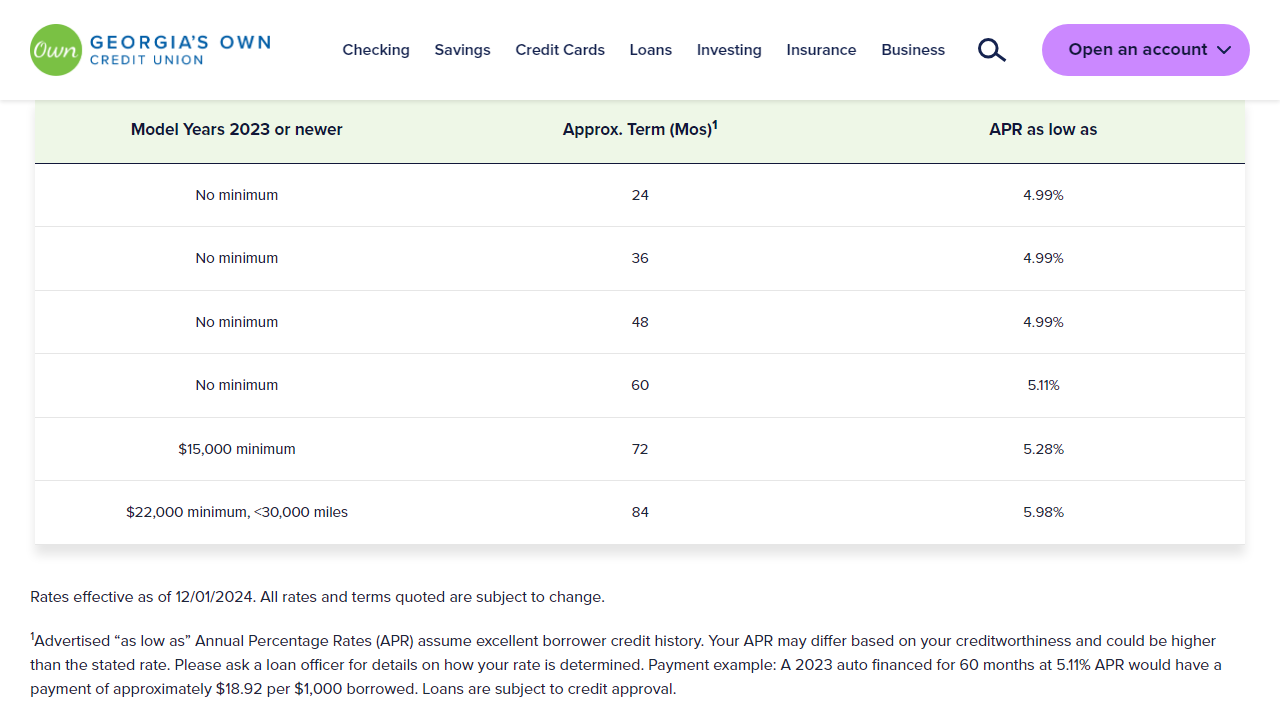 Own GEORGIA'S OWN
CREDIT UNION
Checking Savings Credit Cards Loans Investing Insurance Business Open an account
Model Years 2023 or newer Approx. Term (Mos)¹ APR as low as
No minimum 24 4.99%
No minimum 36 4.99%
No minimum 48 4.99%
No minimum 60 5.11%
$15,000 minimum 72 5.28%
$22,000 minimum, <30,000 miles 84 5.98%
Rates effective as of 12/01/2024. All rates and terms quoted are subject to change.
¹Advertised “as low as” Annual Percentage Rates (APR) assume excellent borrower credit history. Your APR may differ based on your creditworthiness and could be higher
than the stated rate. Please ask a loan officer for details on how your rate is determined. Payment example: A 2023 auto financed for 60 months at 5.11% APR would have a
payment of approximately $18.92 per $1,000 borrowed. Loans are subject to credit approval.